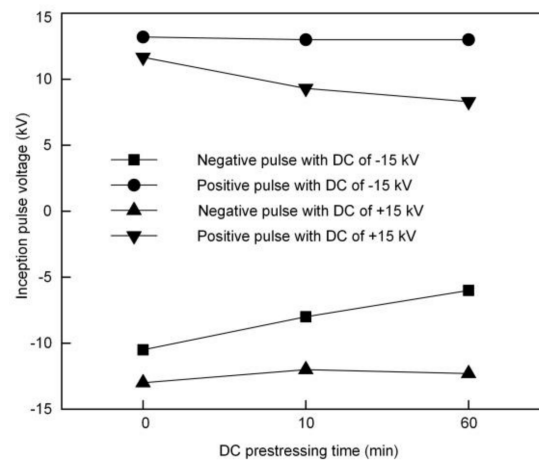 15
10
5
0
-5
-10
-15
Inception pulse voltage (kV)
Negative pulse with DC of -15 kV
Positive pulse with DC of -15 kV
Negative pulse with DC of +15 kV
Positive pulse with DC of +15 kV
0 10 60
DC prestressing time (min)